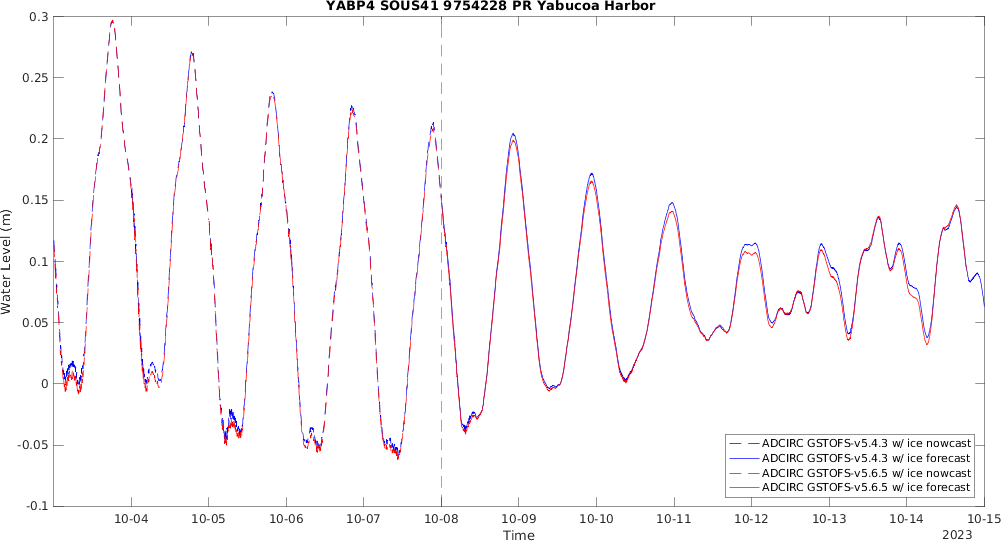 YABP4 SOUS41 9754228 PR Yabucoa Harbor
0.3
0.25
0.2
0.15
0.1
0.05
0
-0.05
-0.1
Water Level (m)
ADCIRC GSTOFS-v5.4.3 w/ ice nowcast
ADCIRC GSTOFS-v5.4.3 w/ ice forecast
ADCIRC GSTOFS-v5.6.5 w/ ice nowcast
ADCIRC GSTOFS-v5.6.5 w/ ice forecast
10-04 10-05 10-06 10-07 10-08 10-09 10-10 10-11 10-12 10-13 10-14 10-15
Time
2023